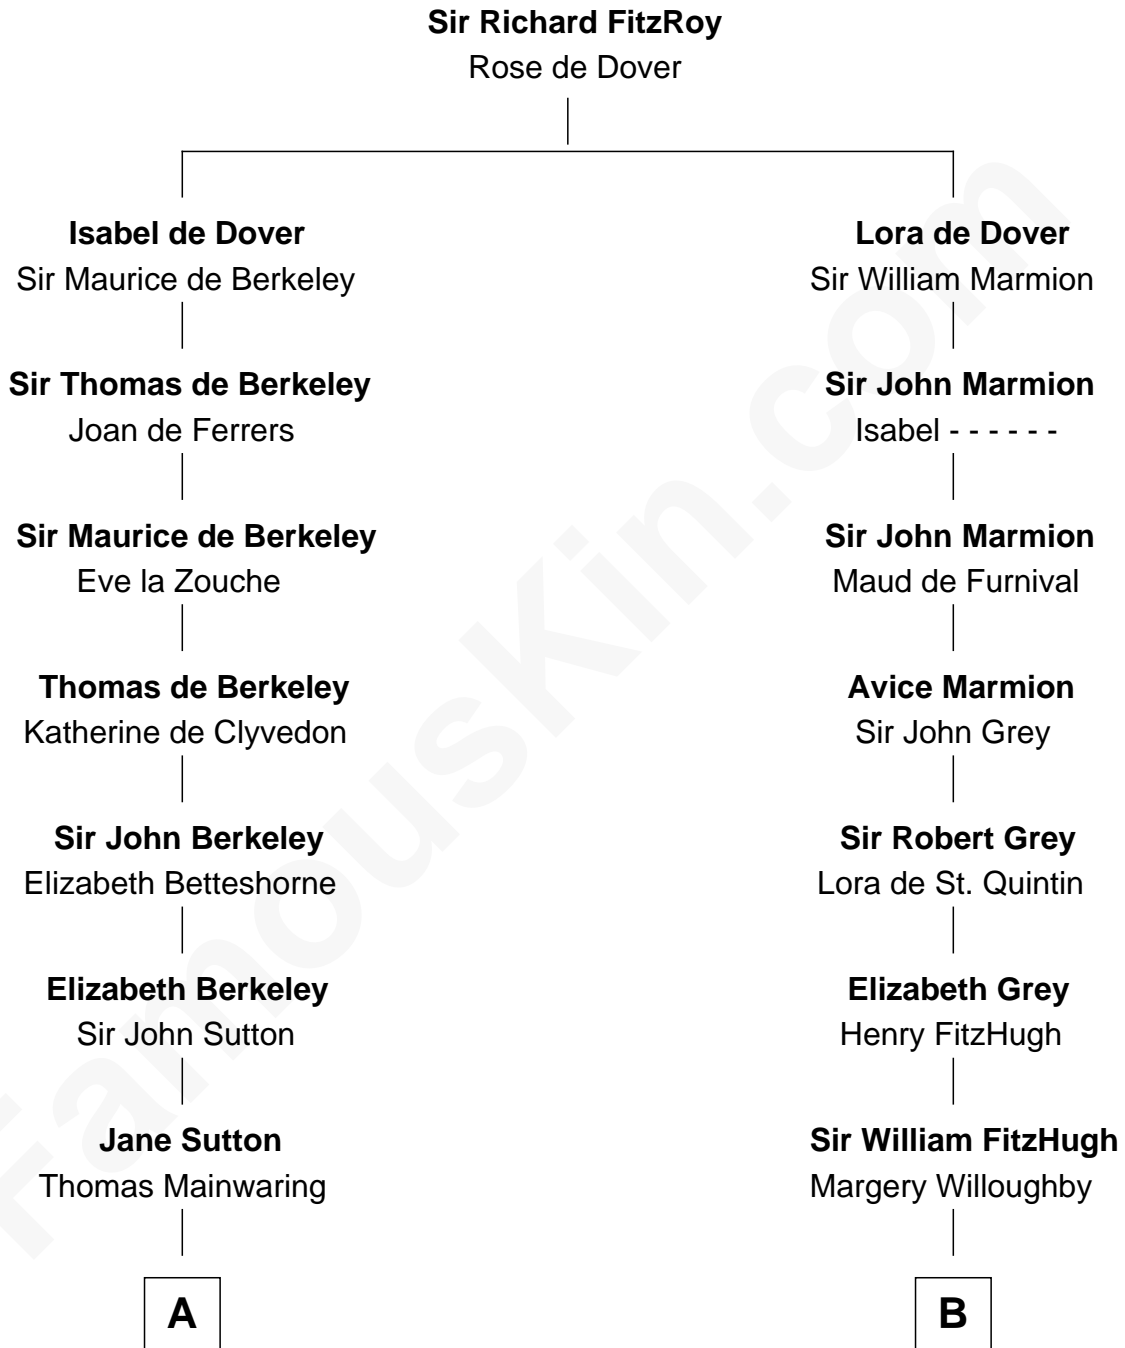 Sir Richard FitzRoy
Rose de Dover
Isabel de Dover
Sir Maurice de Berkeley
Lora de Dover
Sir William Marmion
Sir Thomas de Berkeley
Joan de Ferrers
Sir John Marmion
Isabel - - - - - -
Sir Maurice de Berkeley
Eve la Zouche
Sir John Marmion
Maud de Furnival
Thomas de Berkeley
Katherine de Clyvedon
Avice Marmion
Sir John Grey
Sir John Berkeley
Elizabeth Betteshorne
Sir Robert Grey
Lora de St. Quintin
Elizabeth Berkeley
Sir John Sutton
Elizabeth Grey
Henry FitzHugh
Jane Sutton
Thomas Mainwaring
Sir William FitzHugh
Margery Willoughby
A
B
FamousKin.com